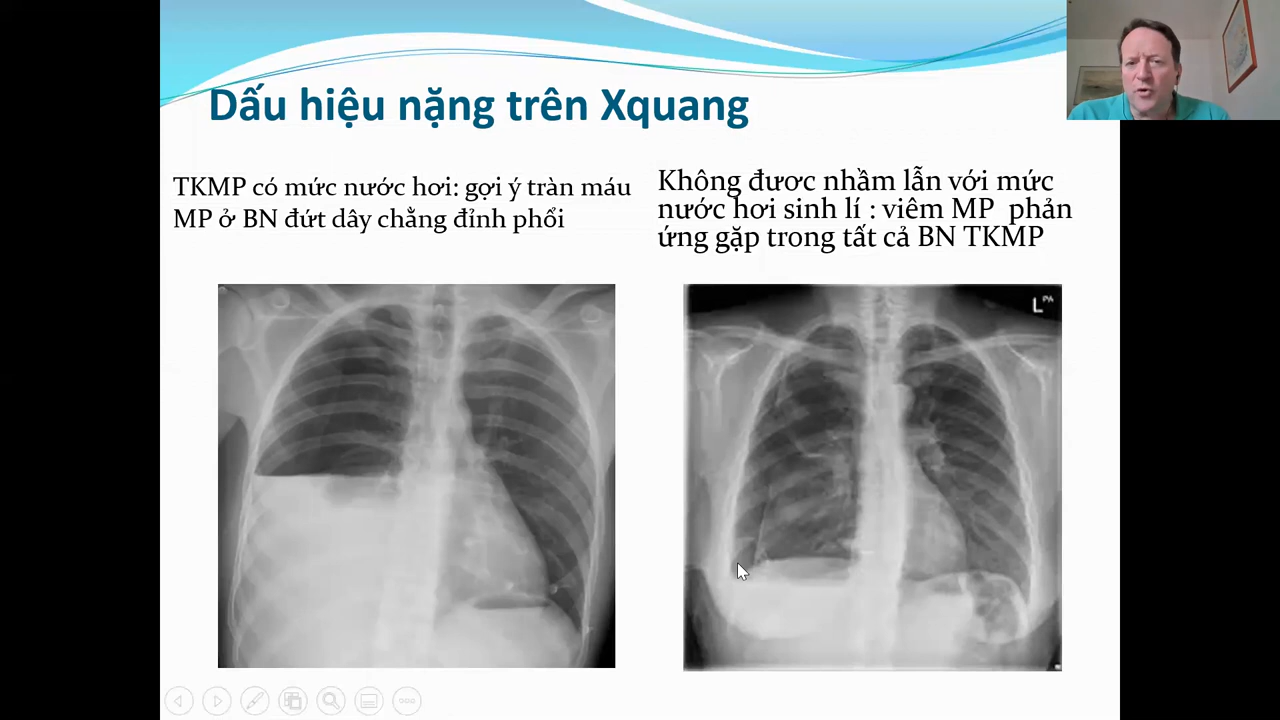 Dấu hiệu nặng trên Xquang
TKMP có mức nước hơi: gợi ý tràn máu
MP ở BN đứt dây chằng đỉnh phổi
Không đươc nhầm lẫn với mức
nước hơi sinh lí : viêm MP phản
ứng gặp trong tất cả BN TKMP
L PA